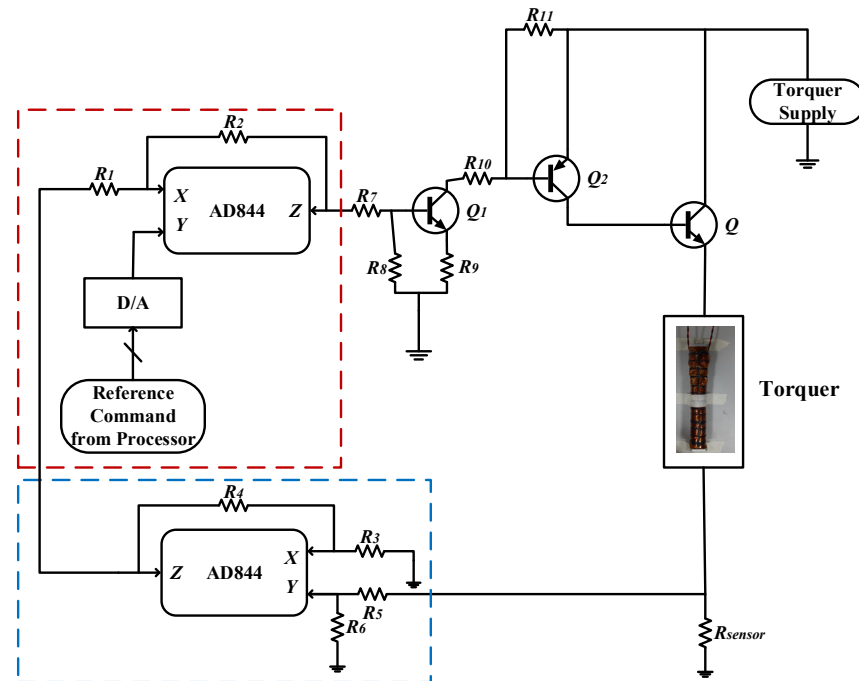 R11
Torquer
Supply
R2
R1
X
AD844
Y
Z
R7
R10
Q1
Q2
Q
R8
R9
D/A
Reference
Command
from Processor
Torquer
R4
Z
AD844
X
Y
R3
R5
R6
Rsensor